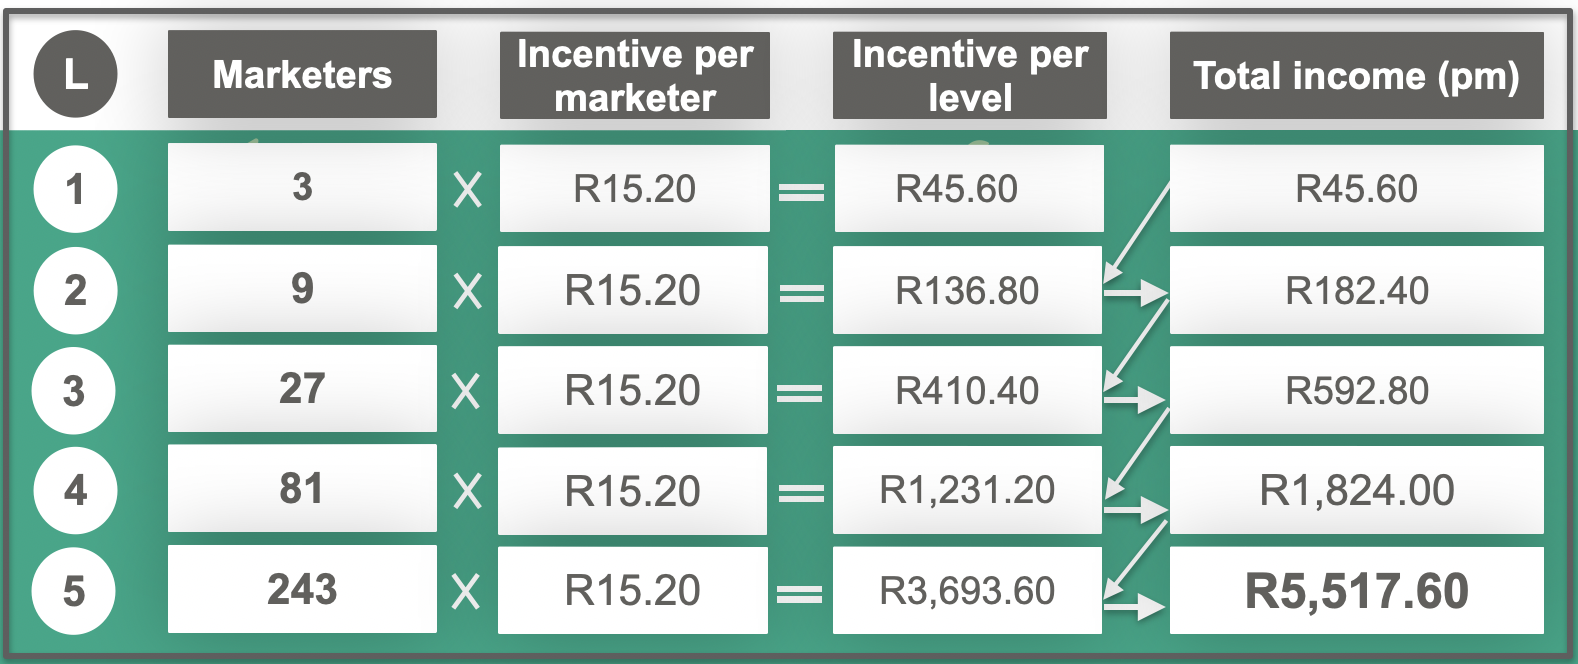 L Marketers Incentive per marketer Incentive per level Total income (pm)
1 3 X R15.20 = R45.60 R45.60
2 9 X R15.20 = R136.80 R182.40
3 27 X R15.20 = R410.40 R592.80
4 81 X R15.20 = R1,231.20 R1,824.00
5 243 X R15.20 = R3,693.60 R5,517.60